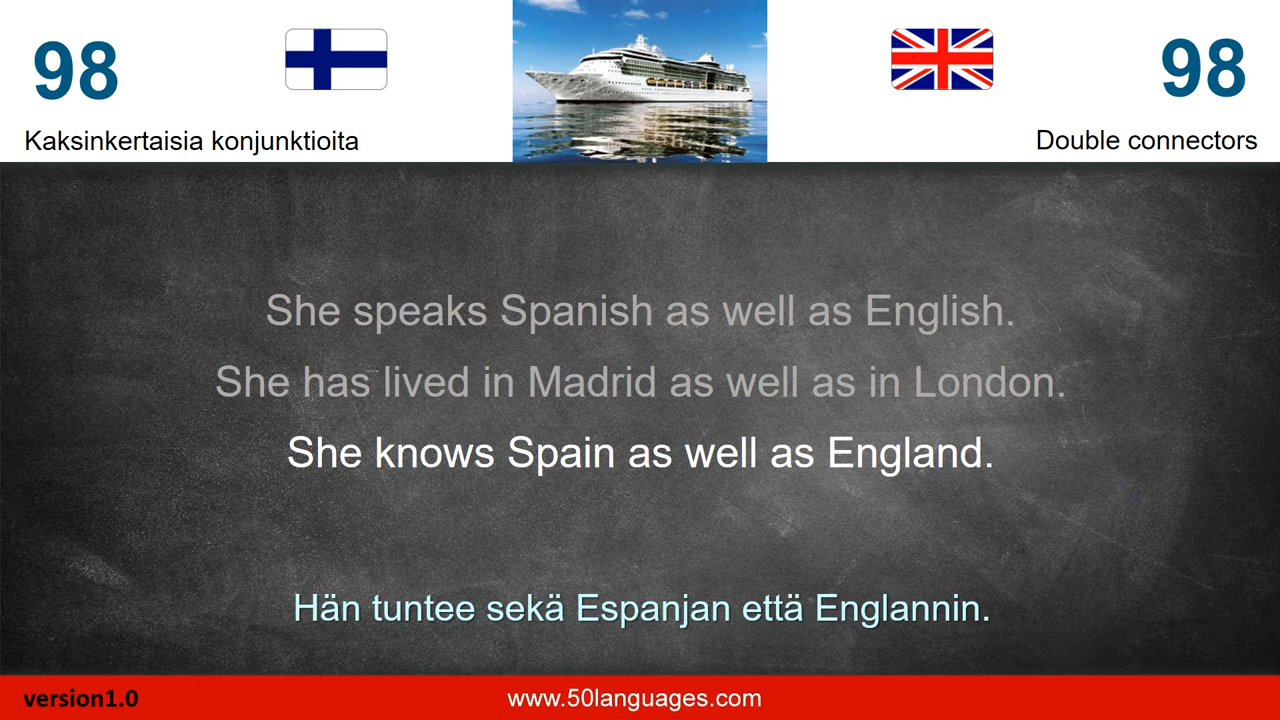 98
98
Kaksinkertaisia konjunktioita
Double connectors
She speaks Spanish as well as English.
She has lived in Madrid as well as in London.
She knows Spain as well as England.
Hän tuntee sekä Espanjan että Englannin.
version1.0
www.50languages.com